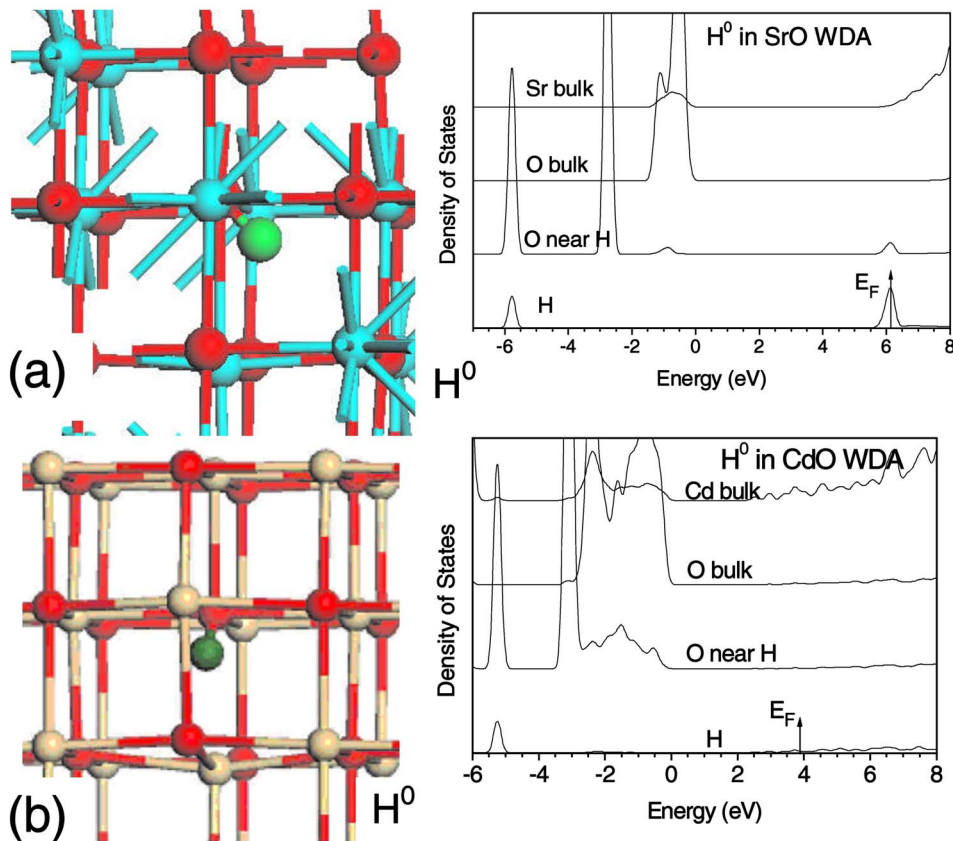 (a)
H⁰
Density of States
H⁰ in SrO WDA
Sr bulk
O bulk
O near H
H
E_F
-6 -4 -2 0 2 4 6 8
Energy (eV)
(b)
H⁰
Density of States
H⁰ in CdO WDA
Cd bulk
O bulk
O near H
H
E_F
-6 -4 -2 0 2 4 6 8
Energy (eV)